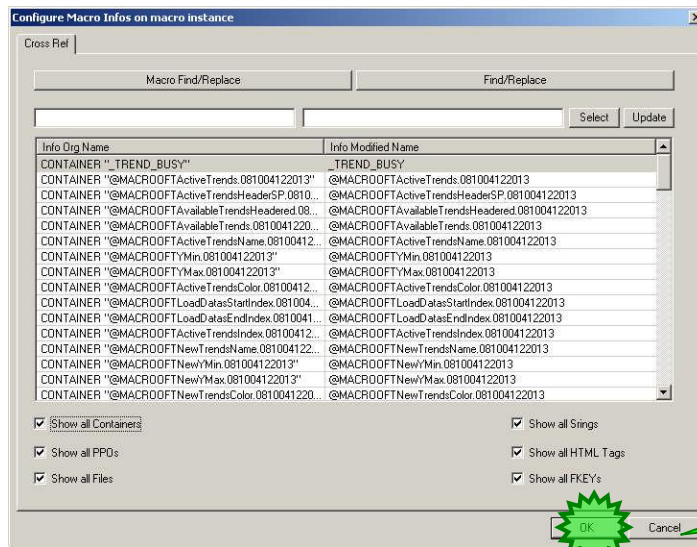 Configure Macro Infos on macro instance
Cross Ref
Macro Find/Replace Find/Replace
Select Update
Info Org Name Info Modified Name
CONTAINER "_TREND_BUSY" _TREND_BUSY
CONTAINER "@MACROOFTActiveTrends.081004122013" @MACROOFTActiveTrends.081004122013
CONTAINER "@MACROOFTActiveTrendsHeaderSP.0810... @MACROOFTActiveTrendsHeaderSP.081004122013
CONTAINER "@MACROOFTAvailableTrendsHeadered.08... @MACROOFTAvailableTrendsHeadered.081004122013
CONTAINER "@MACROOFTAvailableTrends.0810041220... @MACROOFTAvailableTrends.081004122013
CONTAINER "@MACROOFTActiveTrendsName.08100412... @MACROOFTActiveTrendsName.081004122013
CONTAINER "@MACROOFTYMin.081004122013" @MACROOFTYMin.081004122013
CONTAINER "@MACROOFTYMax.081004122013" @MACROOFTYMax.081004122013
CONTAINER "@MACROOFTActiveTrendsColor.08100412... @MACROOFTActiveTrendsColor.081004122013
CONTAINER "@MACROOFTLoadDatasStartIndex.081004... @MACROOFTLoadDatasStartIndex.081004122013
CONTAINER "@MACROOFTLoadDatasEndIndex.0810041... @MACROOFTLoadDatasEndIndex.081004122013
CONTAINER "@MACROOFTActiveTrendsIndex.08100412... @MACROOFTActiveTrendsIndex.081004122013
CONTAINER "@MACROOFTNewTrendsName.081004122... @MACROOFTNewTrendsName.081004122013
CONTAINER "@MACROOFTNewYMin.081004122013" @MACROOFTNewYMin.081004122013
CONTAINER "@MACROOFTNewYMax.081004122013" @MACROOFTNewYMax.081004122013
CONTAINER "@MACROOFTNewTrendsColor.0810041220... @MACROOFTNewTrendsColor.081004122013
Show all Containers Show all Srings
Show all PPOs Show all HTML Tags
Show all Files Show all FKEYs
OK Cancel